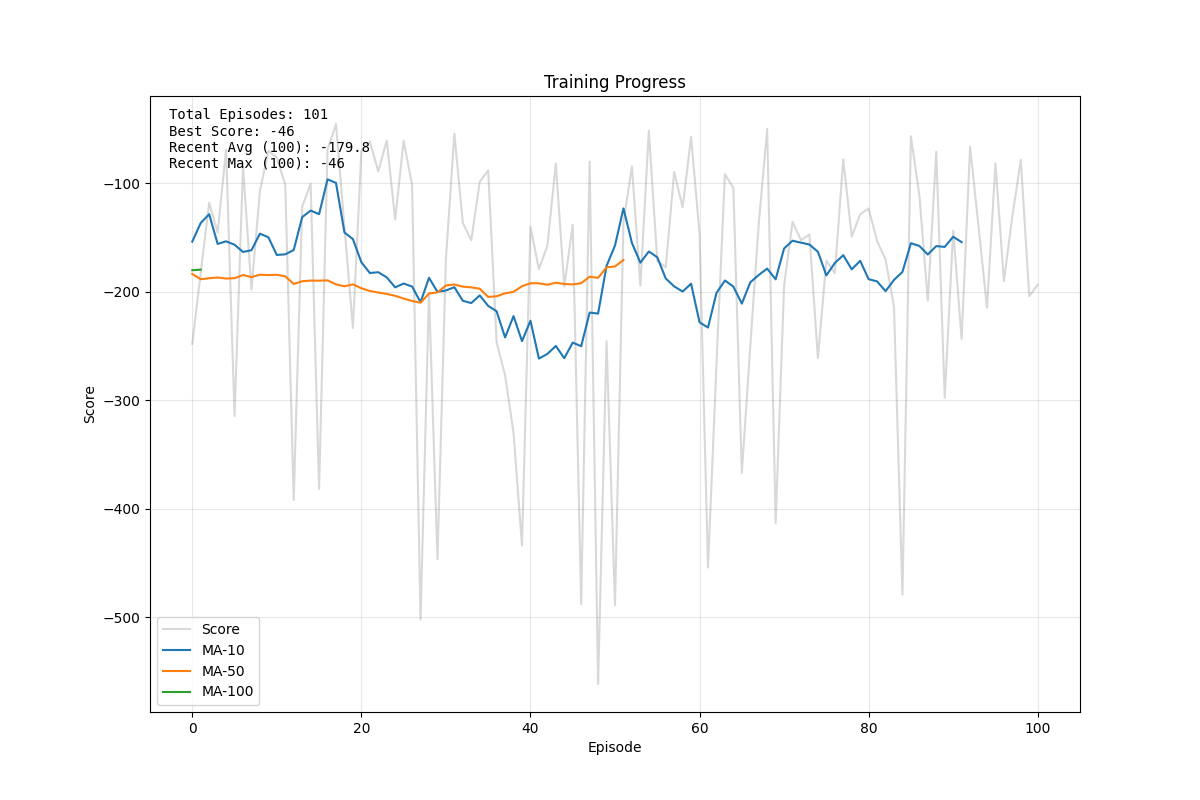 Training Progress
Total Episodes: 101
Best Score: -46
Recent Avg (100): -179.8
Recent Max (100): -46
−100
−200
−300
−400
−500
Score
Score
MA-10
MA-50
MA-100
0 20 40 60 80 100
Episode